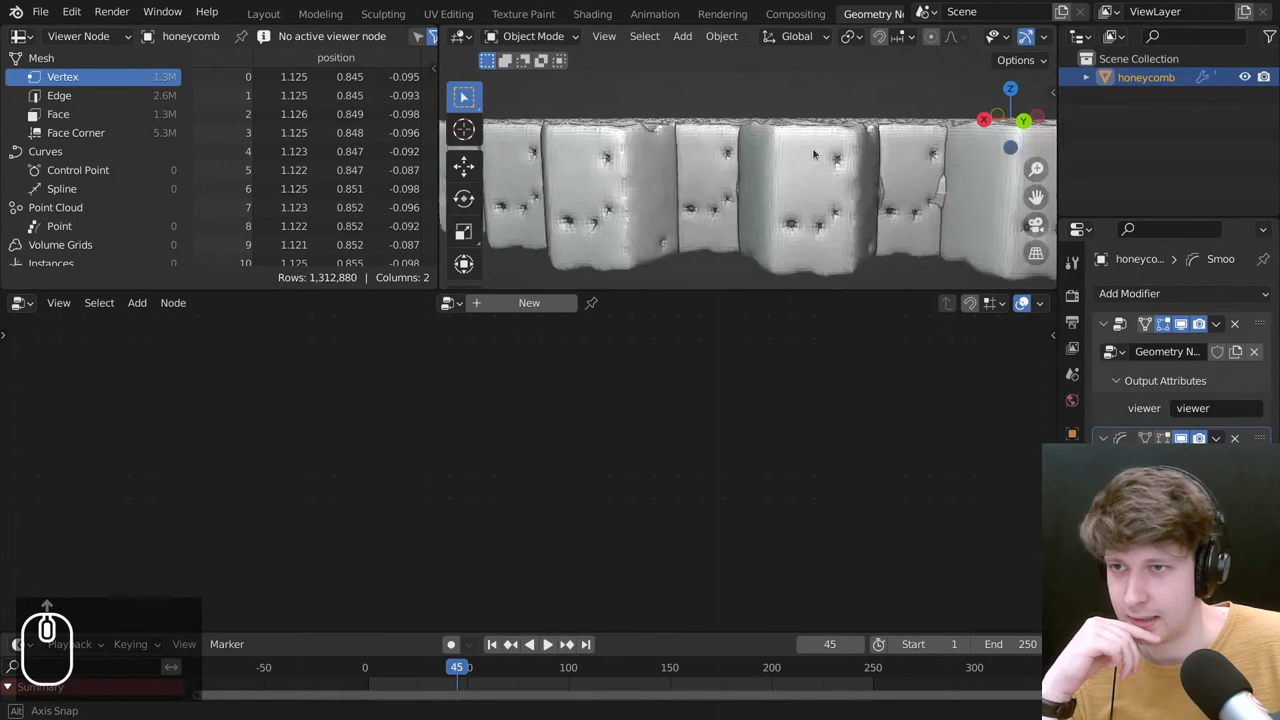 File Edit Render Window Help Layout Modeling Sculpting UV Editing Texture Paint Shading Animation Rendering Compositing Geometry N Scene ViewLayer
Viewer Node honeycomb No active viewer node Object Mode View Select Add Object Global
Mesh position Options Scene Collection
Vertex 1.3M 0 1.125 0.845 -0.095 honeycomb
Edge 2.6M 1 1.125 0.845 -0.093
Face 1.3M 2 1.126 0.849 -0.098
Face Corner 5.3M 3 1.125 0.848 -0.096
Curves 4 1.123 0.847 -0.092
Control Point 0 5 1.122 0.847 -0.087
Spline 0 6 1.125 0.851 -0.098
Point Cloud 7 1.123 0.852 -0.096
Point 0 8 1.122 0.852 -0.092
Volume Grids 0 9 1.121 0.852 -0.087
Instances 0 10 1.125 0.855 -0.098
Rows: 1,312,880 | Columns: 2
Z
X
Y
honeyco... Smoo
Add Modifier
Geometry N...
Output Attributes
viewer viewer
View Select Add Node New
Playback Keying View Marker 45 Start 1 End 250
-50 0 45 50 100 150 200 250 300
Summary
Alt Axis Snap